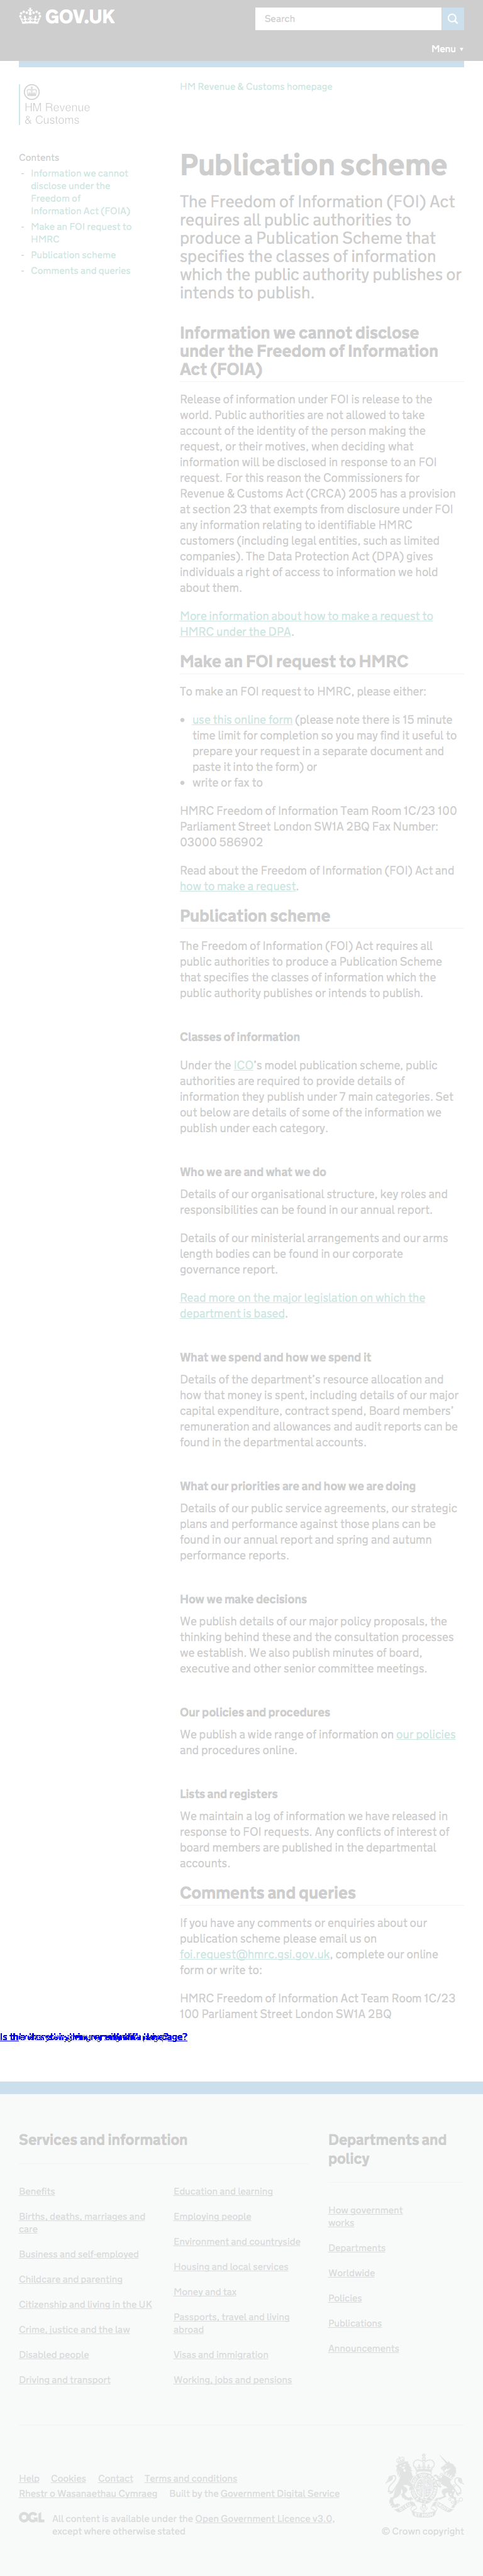 GOV.UK
Search
Menu ▼
HM Revenue
& Customs
HM Revenue & Customs homepage
Contents
- Information we cannot
disclose under the
Freedom of
Information Act (FOIA)
- Make an FOI request to
HMRC
- Publication scheme
- Comments and queries
Publication scheme
The Freedom of Information (FOI) Act
requires all public authorities to
produce a Publication Scheme that
specifies the classes of information
which the public authority publishes or
intends to publish.
Information we cannot disclose
under the Freedom of Information
Act (FOIA)
Release of information under FOI is release to the
world. Public authorities are not allowed to take
account of the identity of the person making the
request, or their motives, when deciding what
information will be disclosed in response to an FOI
request. For this reason the Commissioners for
Revenue & Customs Act (CRCA) 2005 has a provision
at section 23 that exempts from disclosure under FOI
any information relating to identifiable HMRC
customers (including legal entities, such as limited
companies). The Data Protection Act (DPA) gives
individuals a right of access to information we hold
about them.
More information about how to make a request to
HMRC under the DPA.
Make an FOI request to HMRC
To make an FOI request to HMRC, please either:
• use this online form (please note there is 15 minute
time limit for completion so you may find it useful to
prepare your request in a separate document and
paste it into the form) or
• write or fax to
HMRC Freedom of Information Team Room 1C/23 100
Parliament Street London SW1A 2BQ Fax Number:
03000 586902
Read about the Freedom of Information (FOI) Act and
how to make a request.
Publication scheme
The Freedom of Information (FOI) Act requires all
public authorities to produce a Publication Scheme
that specifies the classes of information which the
public authority publishes or intends to publish.
Classes of information
Under the ICO's model publication scheme, public
authorities are required to provide details of
information they publish under 7 main categories. Set
out below are details of some of the information we
publish under each category.
Who we are and what we do
Details of our organisational structure, key roles and
responsibilities can be found in our annual report.
Details of our ministerial arrangements and our arms
length bodies can be found in our corporate
governance report.
Read more on the major legislation on which the
department is based.
What we spend and how we spend it
Details of the department's resource allocation and
how that money is spent, including details of our major
capital expenditure, contract spend, Board members'
remuneration and allowances and audit reports can be
found in the departmental accounts.
What our priorities are and how we are doing
Details of our public service agreements, our strategic
plans and performance against those plans can be
found in our annual report and spring and autumn
performance reports.
How we make decisions
We publish details of our major policy proposals, the
thinking behind these and the consultation processes
we establish. We also publish minutes of board,
executive and other senior committee meetings.
Our policies and procedures
We publish a wide range of information on our policies
and procedures online.
Lists and registers
We maintain a log of information we have released in
response to FOI requests. Any conflicts of interest of
board members are published in the departmental
accounts.
Comments and queries
If you have any comments or enquiries about our
publication scheme please email us on
foi.request@hmrc.gsi.gov.uk, complete our online
form or write to:
HMRC Freedom of Information Act Team Room 1C/23
100 Parliament Street London SW1A 2BQ
Is this page?
Services and information
Benefits
Births, deaths, marriages and
care
Business and self-employed
Childcare and parenting
Citizenship and living in the UK
Crime, justice and the law
Disabled people
Driving and transport
Education and learning
Employing people
Environment and countryside
Housing and local services
Money and tax
Passports, travel and living
abroad
Visas and immigration
Working, jobs and pensions
Departments and
policy
How government
works
Departments
Worldwide
Policies
Publications
Announcements
Help Cookies Contact Terms and conditions
Rhestr o Wasanaethau Cymraeg Built by the Government Digital Service
OGL All content is available under the Open Government Licence v3.0,
except where otherwise stated
© Crown copyright